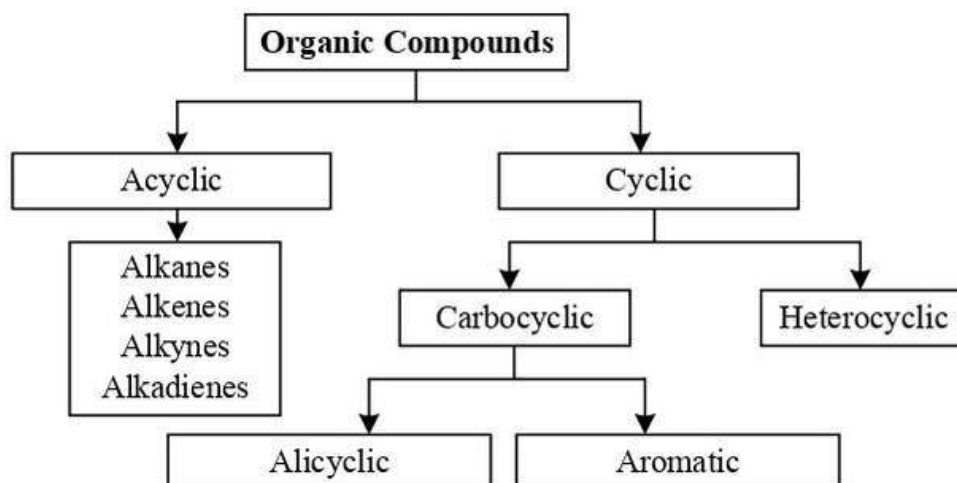 Organic Compounds
Acyclic
Cyclic
Alkanes
Alkenes
Alkynes
Alkadienes
Carbocyclic
Heterocyclic
Alicyclic
Aromatic